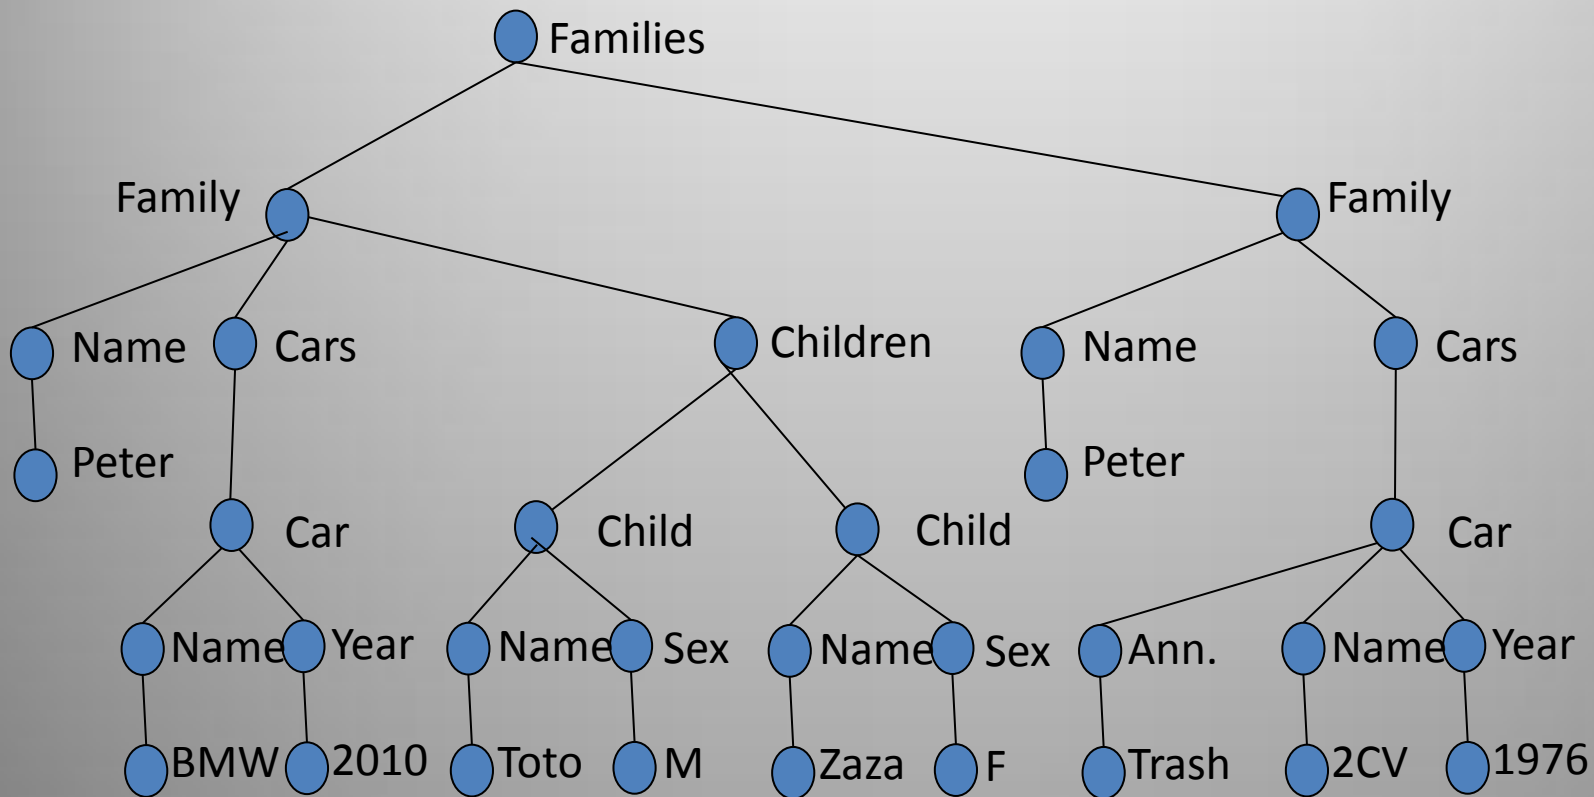 Families
Family Family
Name Cars Children Name Cars
Peter Peter
Car Child Child Car
Name Year Name Sex Name Sex Ann. Name Year
BMW 2010 Toto M Zaza F Trash 2CV 1976